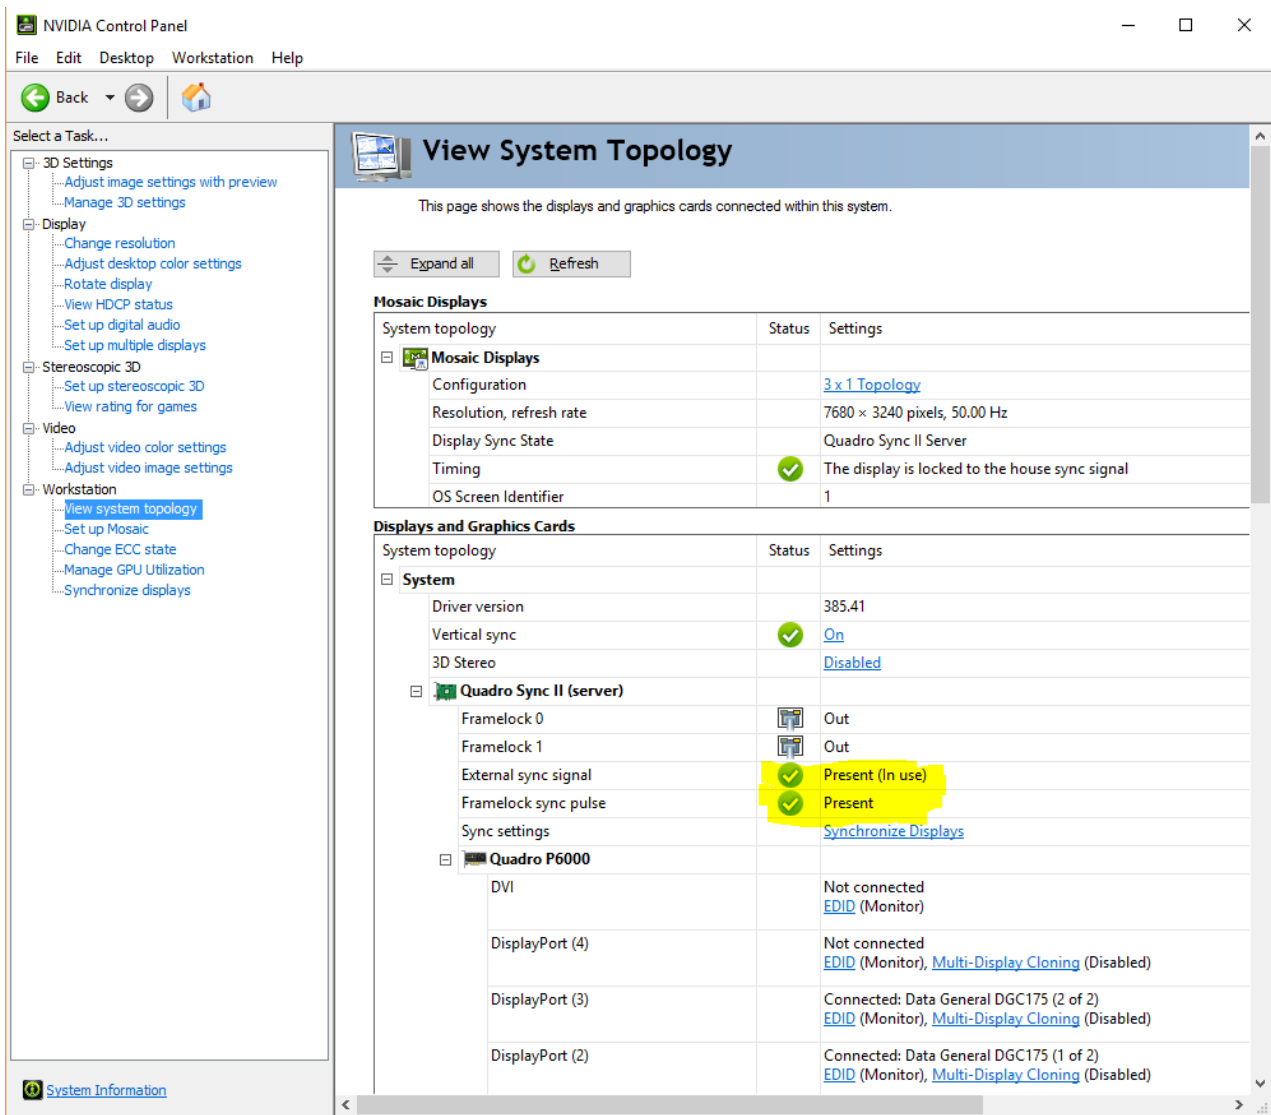 NVIDIA Control Panel
File Edit Desktop Workstation Help
Back
Select a Task...
3D Settings
Adjust image settings with preview
Manage 3D settings
Display
Change resolution
Adjust desktop color settings
Rotate display
View HDCP status
Set up digital audio
Set up multiple displays
Stereoscopic 3D
Set up stereoscopic 3D
View rating for games
Video
Adjust video color settings
Adjust video image settings
Workstation
View system topology
Set up Mosaic
Change ECC state
Manage GPU Utilization
Synchronize displays
System Information
View System Topology
This page shows the displays and graphics cards connected within this system.
Expand all Refresh
Mosaic Displays
System topology Status Settings
Mosaic Displays
Configuration 3 x 1 Topology
Resolution, refresh rate 7680 × 3240 pixels, 50.00 Hz
Display Sync State Quadro Sync II Server
Timing The display is locked to the house sync signal
OS Screen Identifier 1
Displays and Graphics Cards
System topology Status Settings
System
Driver version 385.41
Vertical sync On
3D Stereo Disabled
Quadro Sync II (server)
Framelock 0 Out
Framelock 1 Out
External sync signal Present (In use)
Framelock sync pulse Present
Sync settings Synchronize Displays
Quadro P6000
DVI Not connected
EDID (Monitor)
DisplayPort (4) Not connected
EDID (Monitor), Multi-Display Cloning (Disabled)
DisplayPort (3) Connected: Data General DGC175 (2 of 2)
EDID (Monitor), Multi-Display Cloning (Disabled)
DisplayPort (2) Connected: Data General DGC175 (1 of 2)
EDID (Monitor), Multi-Display Cloning (Disabled)